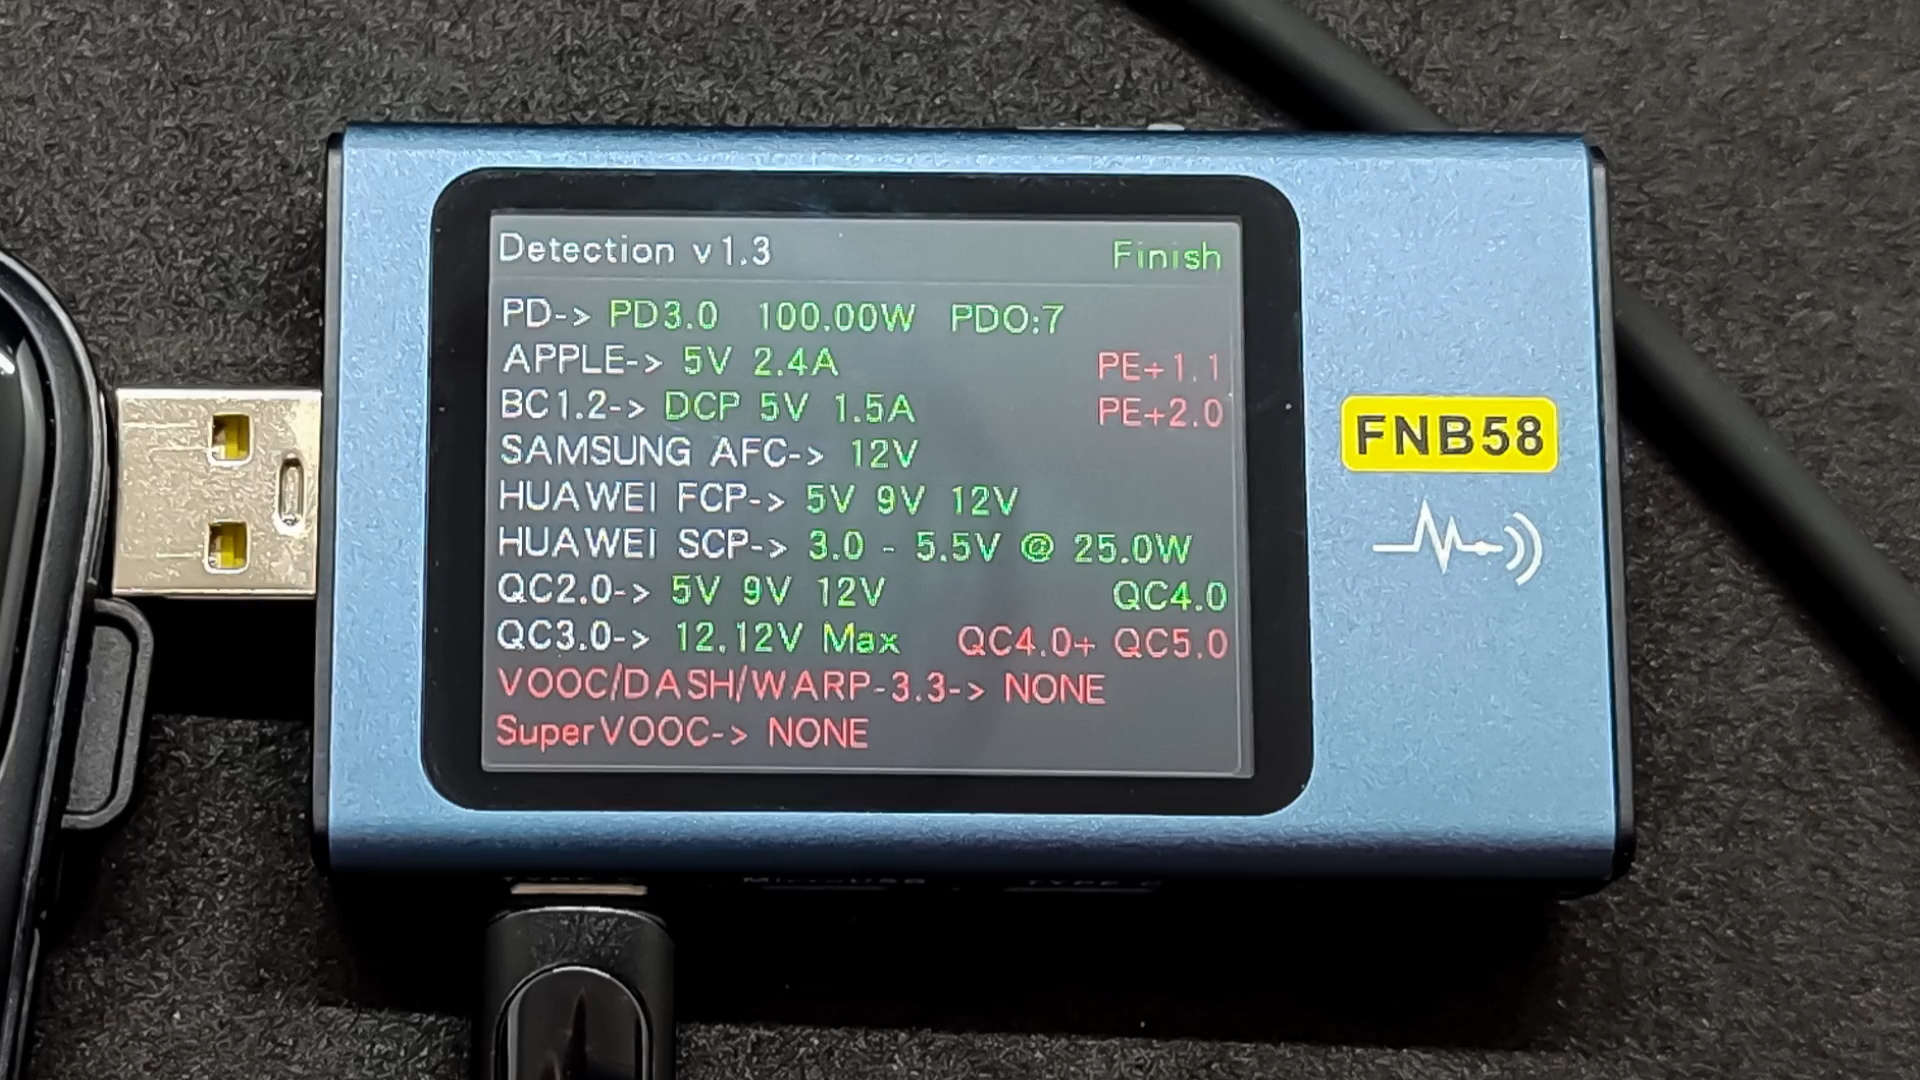 Detection v1.3 Finish
PD-> PD3.0 100.00W PDO:7
APPLE-> 5V 2.4A PE+1.1
BC1.2-> DCP 5V 1.5A PE+2.0
SAMSUNG AFC-> 12V
HUAWEI FCP-> 5V 9V 12V
HUAWEI SCP-> 3.0 - 5.5V @ 25.0W
QC2.0-> 5V 9V 12V QC4.0
QC3.0-> 12.12V Max QC4.0+ QC5.0
VOOC/DASH/WARP-3.3-> NONE
SuperVOOC-> NONE
FNB58